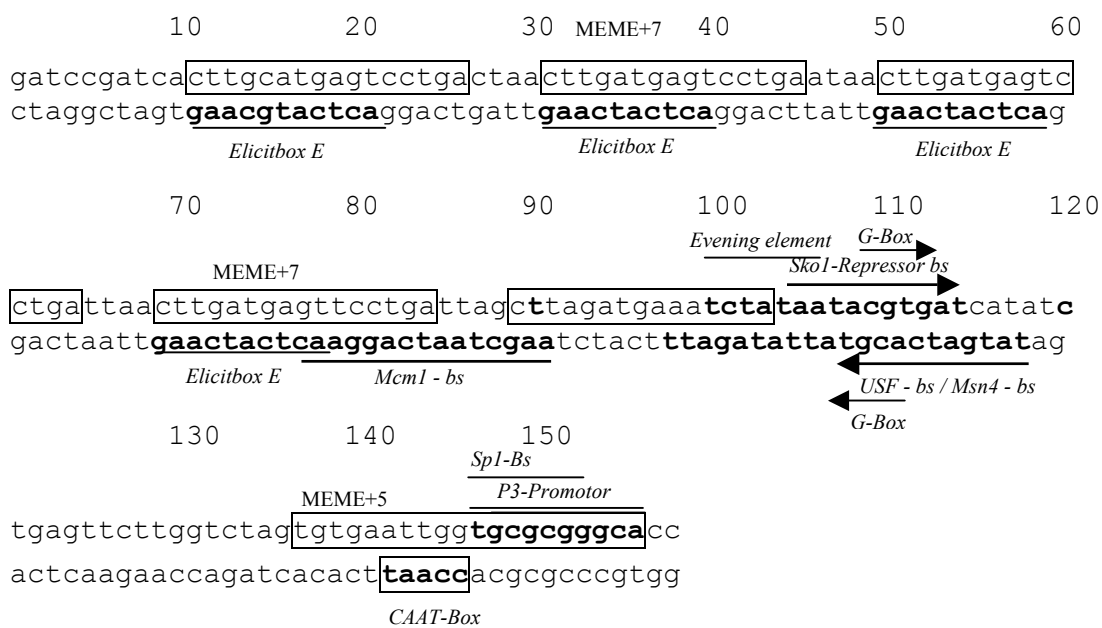 10 20 30 MEME+7 40 50 60
gatccgatcacttgcatgagtcctgactaacttgatgagtcctgaataacttgatgagtc
ctaggctagtgaacgtactcaggactgattgaactactcaggacttattgaactactcag
Elicitbox E Elicitbox E Elicitbox E
70 80 90 100 110 120
Evening element G-Box
MEME+7 Sko1-Repressor bs
ctgattaacttgatgagttcctgattagcttagatgaaatctataatacgtgatcatatc
gactaattgaactactcaaggactaatcgaatctactttagatattatgcactagtatag
Elicitbox E Mcm1 - bs USF - bs / Msn4 - bs
G-Box
130 140 150
Sp1-Bs
MEME+5 P3-Promotor
tgagttcttggtctagtgtgaattggtgcgcgggcacc
actcaagaaccagatcacacttaaccacgcgcccgtgg
CAAT-Box